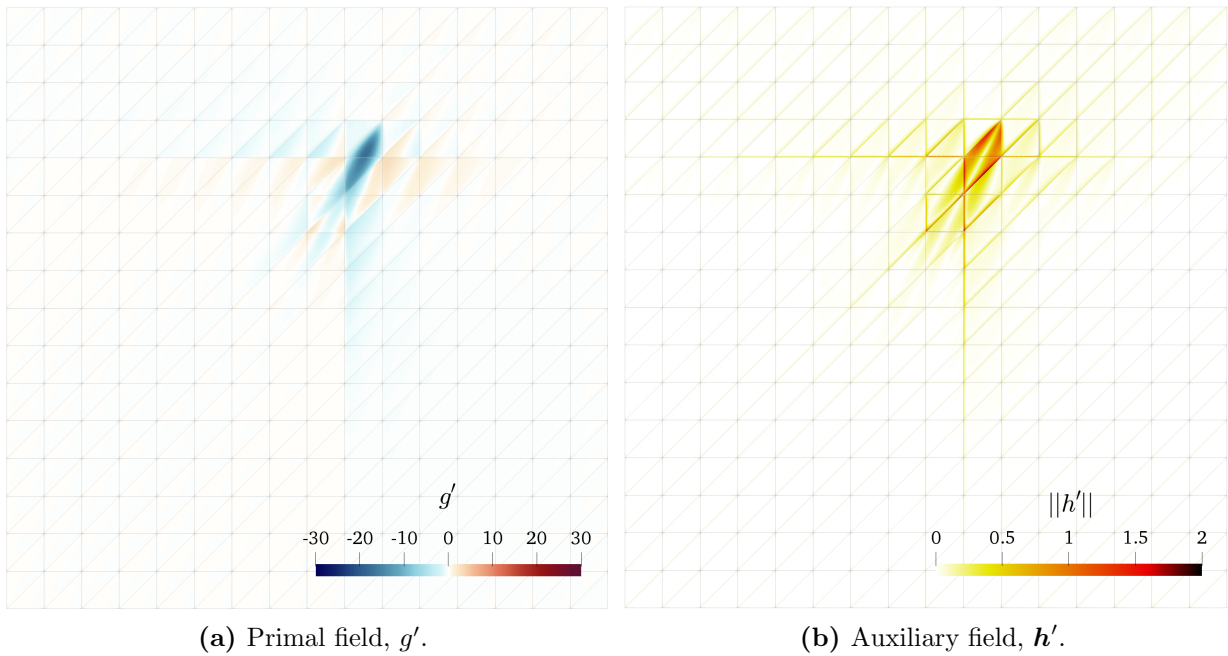 g′
-30 -20 -10 0 10 20 30
||h′||
0 0.5 1 1.5 2
(a) Primal field, g′.
(b) Auxiliary field, h′.